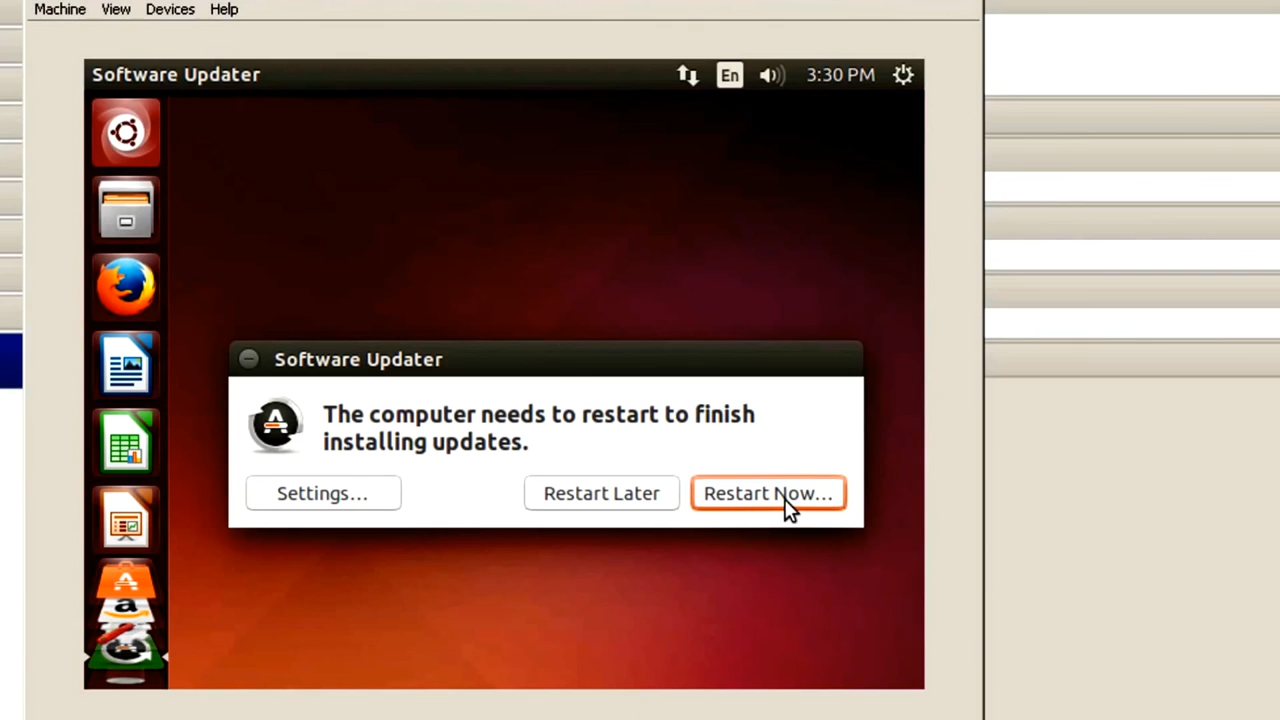 Machine View Devices Help
Software Updater En 3:30 PM
Software Updater
The computer needs to restart to finish
installing updates.
Settings... Restart Later Restart Now...